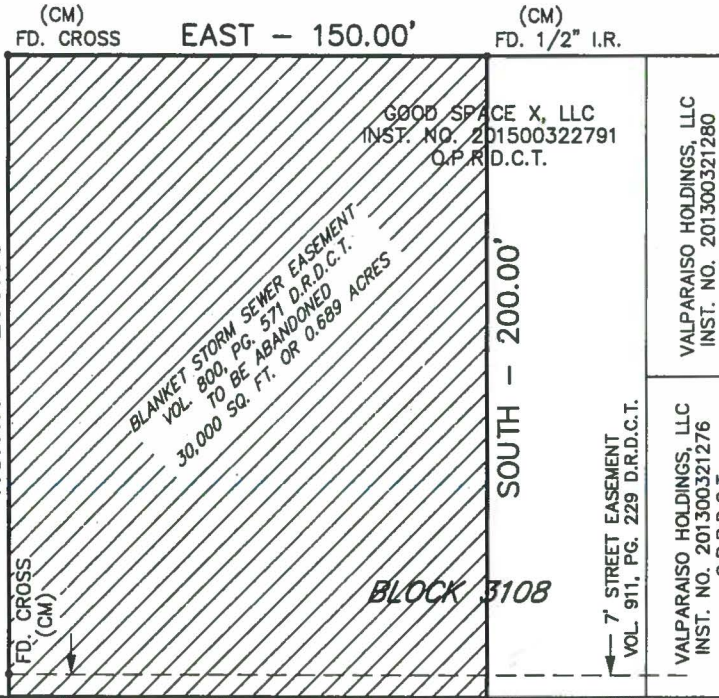 (CM)
FD. CROSS
EAST – 150.00'
(CM)
FD. 1/2" I.R.
GOOD SPACE X, LLC
INST. NO. 201500322791
O.P.R.D.C.T.
VALPARAISO HOLDINGS, LLC
INST. NO. 201300321280
BLANKET STORM SEWER EASEMENT
VOL. 800, PG. 571 D.R.D.C.T.
TO BE ABANDONED
30,000 SQ. FT. OR 0.689 ACRES
SOUTH – 200.00'
7' STREET EASEMENT
VOL. 911, PG. 229 D.R.D.C.T.
VALPARAISO HOLDINGS, LLC
INST. NO. 201300321276
FD. CROSS
(CM)
BLOCK 3108